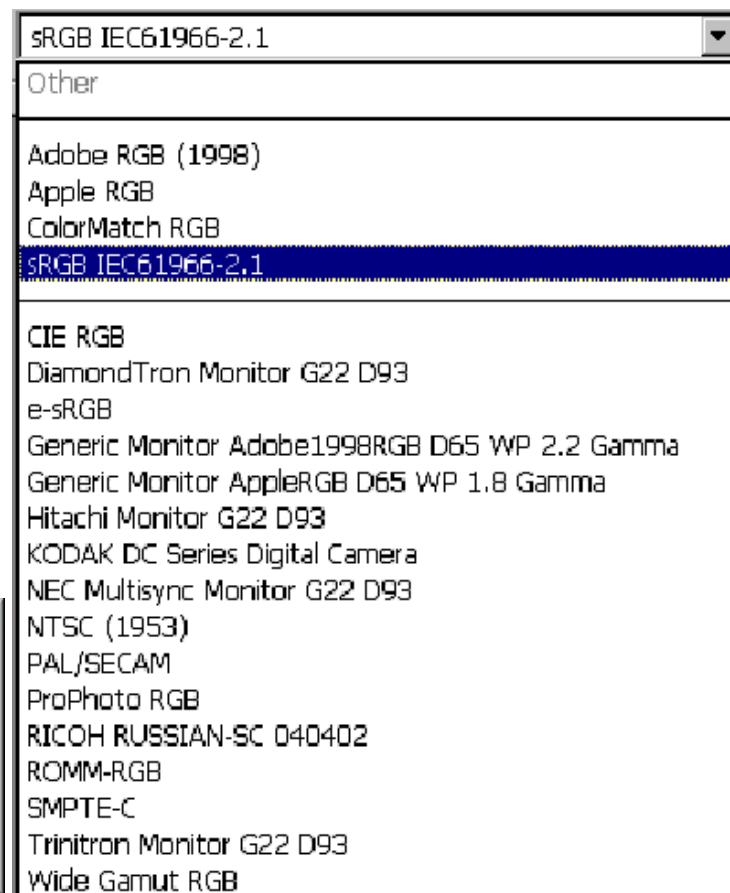 sRGB IEC61966-2.1
Other
Adobe RGB (1998)
Apple RGB
ColorMatch RGB
sRGB IEC61966-2.1
CIE RGB
DiamondTron Monitor G22 D93
e-sRGB
Generic Monitor Adobe1998RGB D65 WP 2.2 Gamma
Generic Monitor AppleRGB D65 WP 1.8 Gamma
Hitachi Monitor G22 D93
KODAK DC Series Digital Camera
NEC Multisync Monitor G22 D93
NTSC (1953)
PAL/SECAM
ProPhoto RGB
RICOH RUSSIAN-SC 040402
ROMM-RGB
SMPTE-C
Trinitron Monitor G22 D93
Wide Gamut RGB